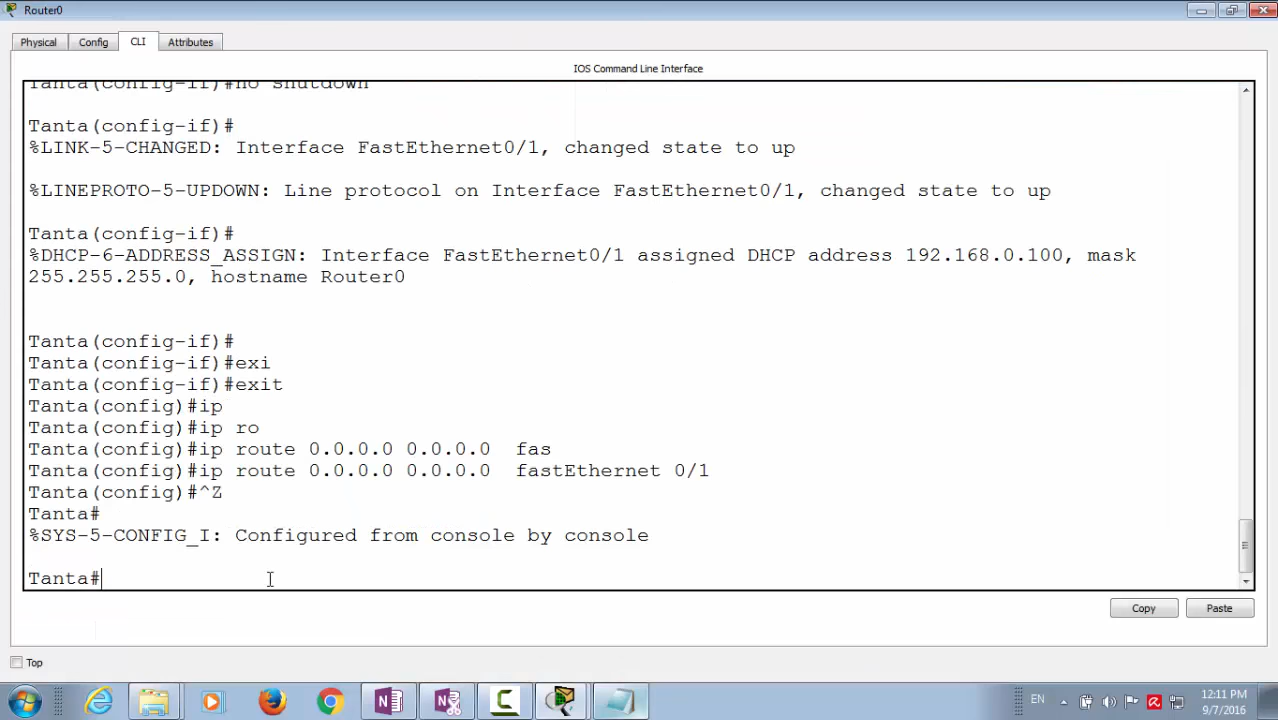 Router0
Physical Config CLI Attributes
IOS Command Line Interface
Tanta(config-if)#no shutdown
Tanta(config-if)#
%LINK-5-CHANGED: Interface FastEthernet0/1, changed state to up
%LINEPROTO-5-UPDOWN: Line protocol on Interface FastEthernet0/1, changed state to up
Tanta(config-if)#
%DHCP-6-ADDRESS_ASSIGN: Interface FastEthernet0/1 assigned DHCP address 192.168.0.100, mask
255.255.255.0, hostname Router0
Tanta(config-if)#
Tanta(config-if)#exi
Tanta(config-if)#exit
Tanta(config)#ip
Tanta(config)#ip ro
Tanta(config)#ip route 0.0.0.0 0.0.0.0  fas
Tanta(config)#ip route 0.0.0.0 0.0.0.0  fastEthernet 0/1
Tanta(config)#^Z
Tanta#
%SYS-5-CONFIG_I: Configured from console by console
Tanta#
Copy Paste
Top
EN
12:11 PM
9/7/2016